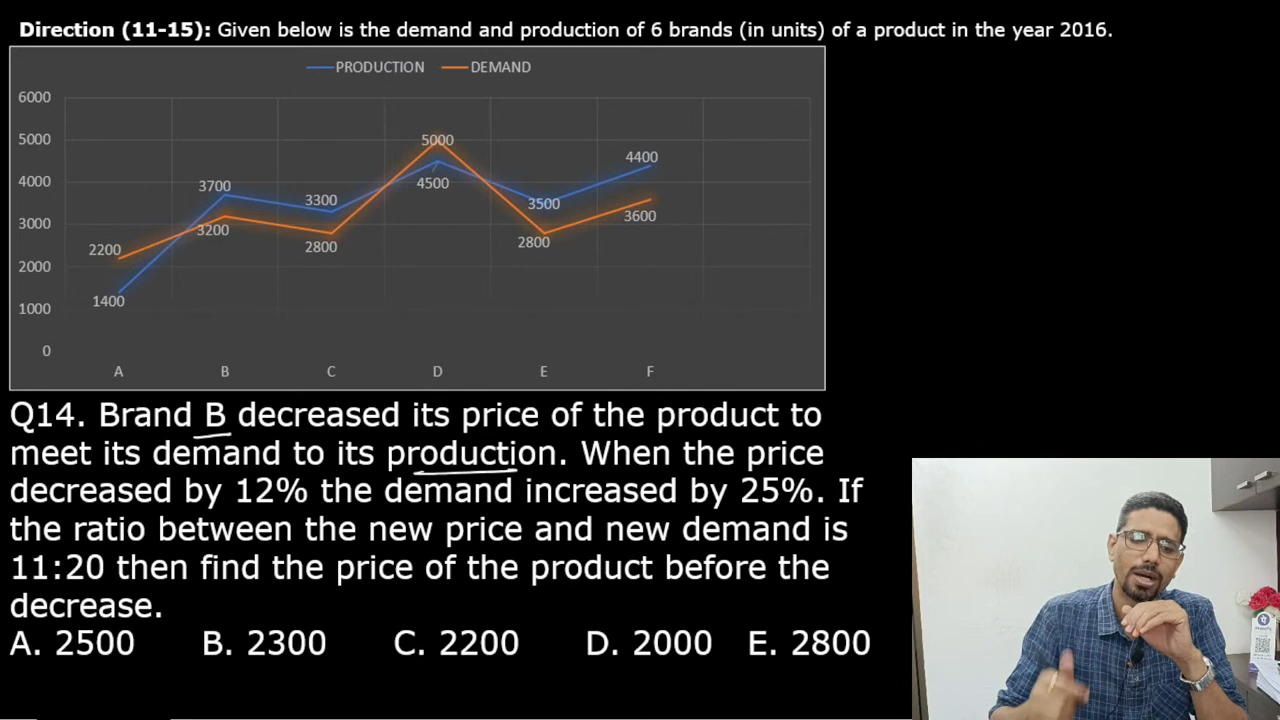 Direction (11-15): Given below is the demand and production of 6 brands (in units) of a product in the year 2016.
PRODUCTION DEMAND
6000
5000
4000
3000
2000
1000
0
2200
1400
3700
3200
3300
2800
5000
4500
3500
2800
4400
3600
A B C D E F
Q14. Brand B decreased its price of the product to
meet its demand to its production. When the price
decreased by 12% the demand increased by 25%. If
the ratio between the new price and new demand is
11:20 then find the price of the product before the
decrease.
A. 2500 B. 2300 C. 2200 D. 2000 E. 2800